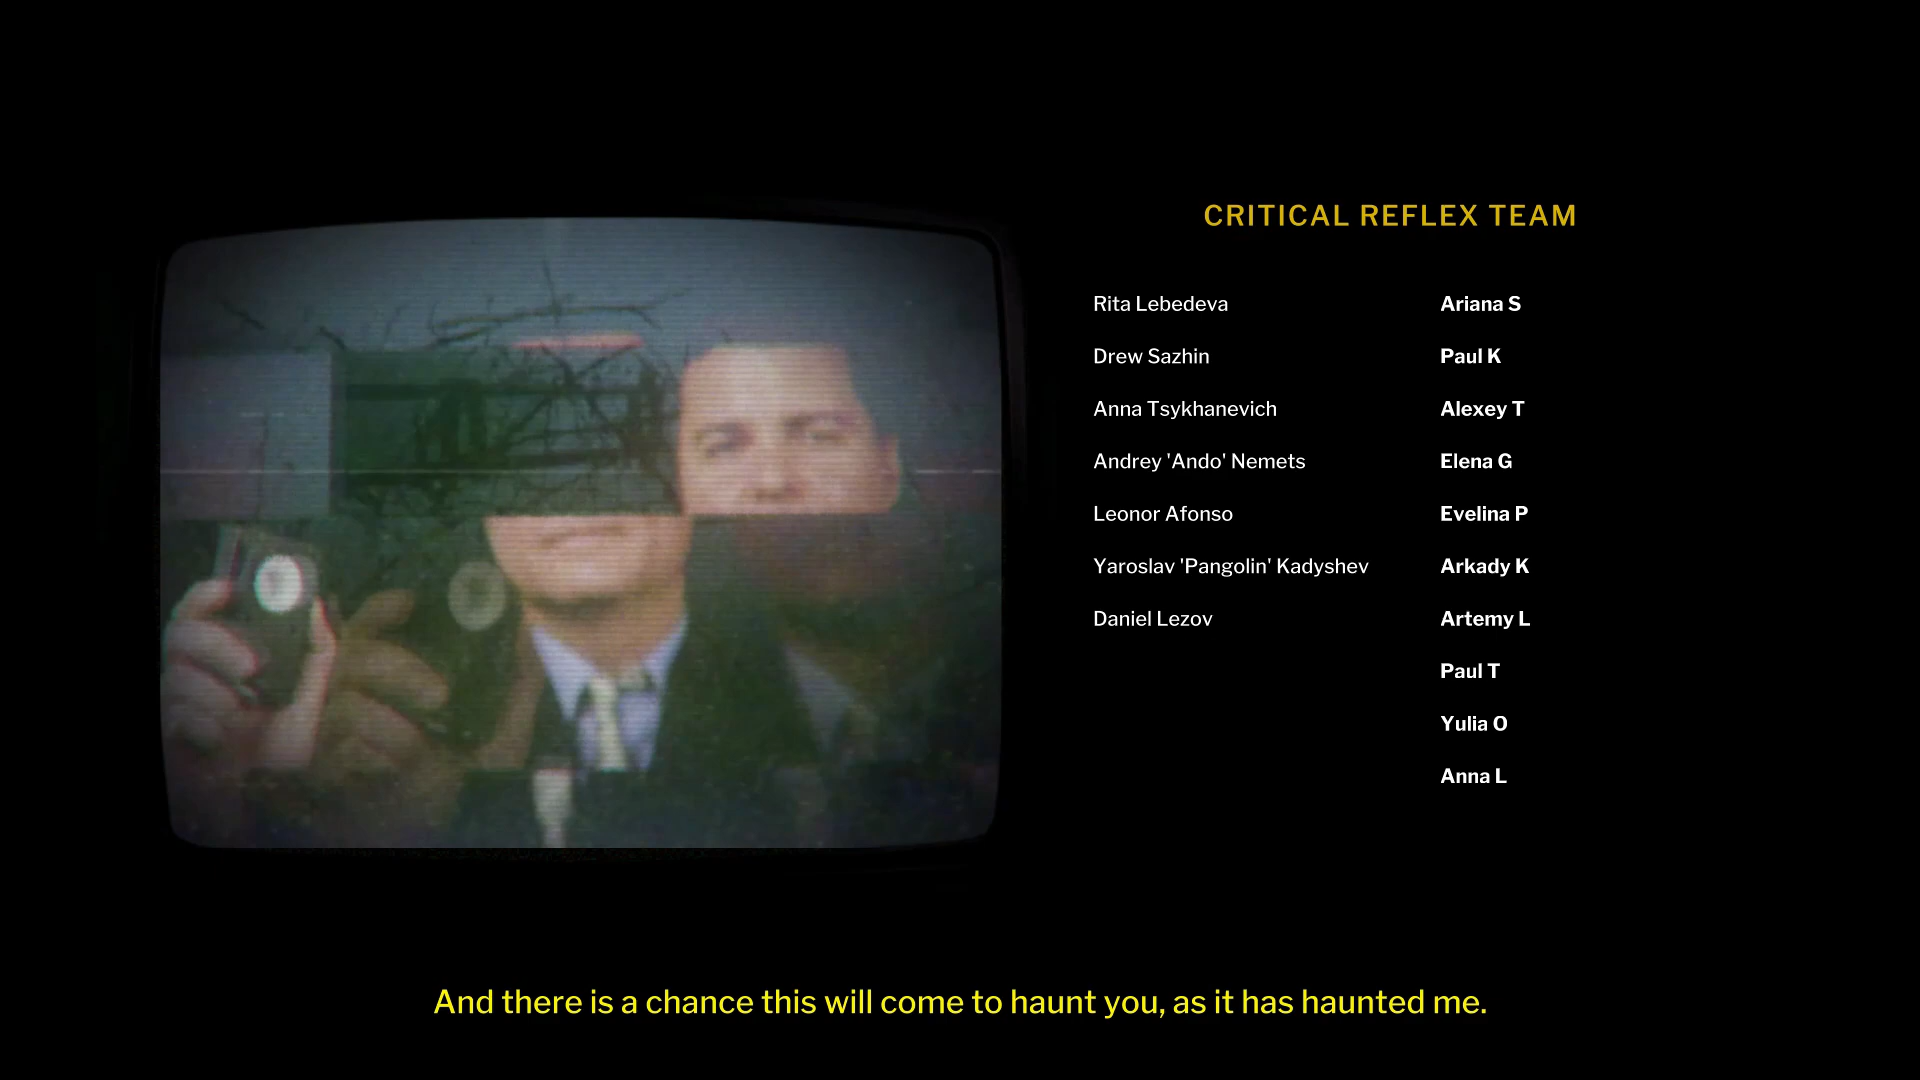 CRITICAL REFLEX TEAM
Rita Lebedeva
Drew Sazhin
Anna Tsykhanevich
Andrey 'Ando' Nemets
Leonor Afonso
Yaroslav 'Pangolin' Kadyshev
Daniel Lezov
Ariana S
Paul K
Alexey T
Elena G
Evelina P
Arkady K
Artemy L
Paul T
Yulia O
Anna L
And there is a chance this will come to haunt you, as it has haunted me.